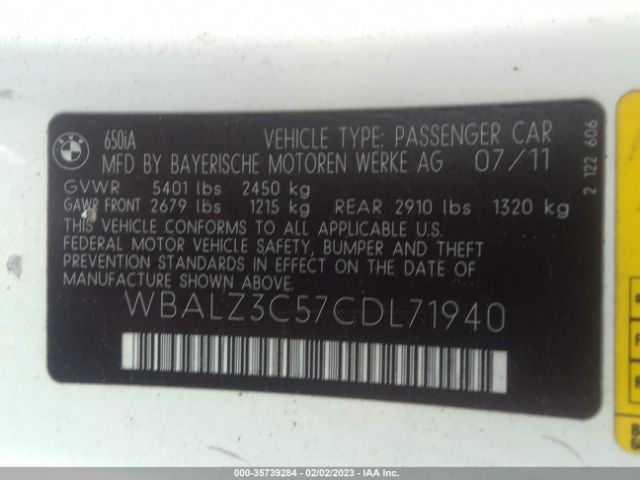 BMW
650iA VEHICLE TYPE: PASSENGER CAR
MFD BY BAYERISCHE MOTOREN WERKE AG 07/11
GVWR 5401 lbs 2450 kg
GAWR FRONT 2679 lbs 1215 kg REAR 2910 lbs 1320 kg
THIS VEHICLE CONFORMS TO ALL APPLICABLE U.S.
FEDERAL MOTOR VEHICLE SAFETY, BUMPER AND THEFT
PREVENTION STANDARDS IN EFFECT ON THE
DATE OF MANUFACTURE SHOWN ABOVE.
WBALZ3C57CDL71940
2 122 606
000-35739284 - 02/02/2023 - IAA Inc.